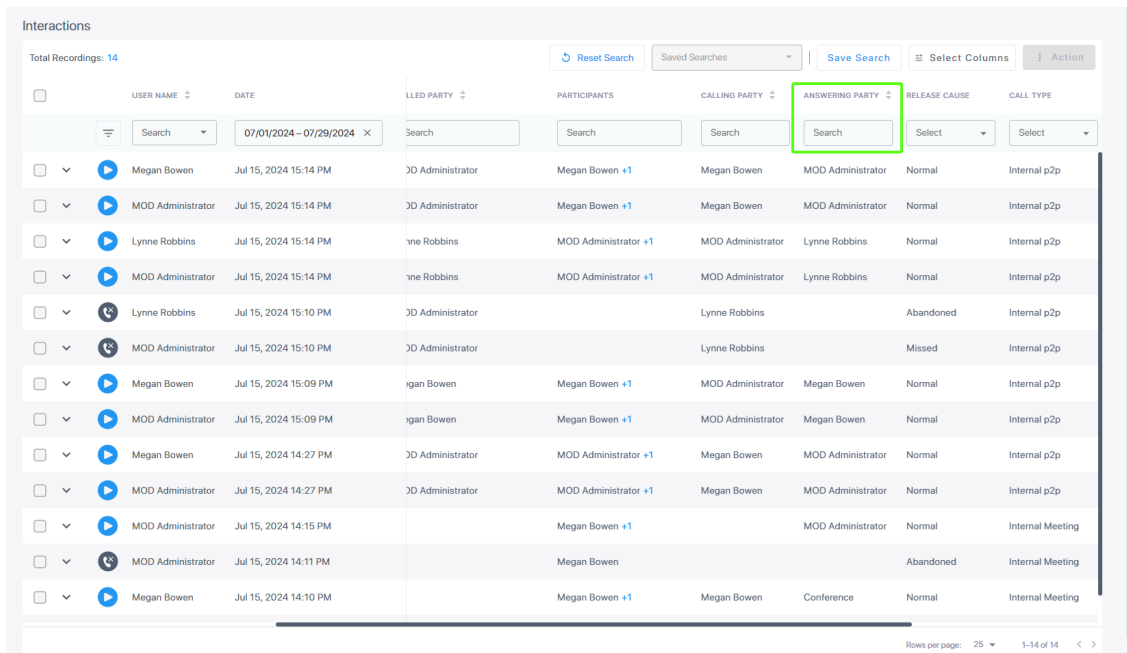 Interactions
Total Recordings: 14 Reset Search Saved Searches Save Search Select Columns Action
USER NAME DATE LLED PARTY PARTICIPANTS CALLING PARTY ANSWERING PARTY RELEASE CAUSE CALL TYPE
Search 07/01/2024 – 07/29/2024 Search Search Search Search Select Select
Megan Bowen Jul 15, 2024 15:14 PM OD Administrator Megan Bowen +1 Megan Bowen MOD Administrator Normal Internal p2p
MOD Administrator Jul 15, 2024 15:14 PM OD Administrator Megan Bowen +1 Megan Bowen MOD Administrator Normal Internal p2p
Lynne Robbins Jul 15, 2024 15:14 PM nne Robbins MOD Administrator +1 MOD Administrator Lynne Robbins Normal Internal p2p
MOD Administrator Jul 15, 2024 15:14 PM nne Robbins MOD Administrator +1 MOD Administrator Lynne Robbins Normal Internal p2p
Lynne Robbins Jul 15, 2024 15:10 PM OD Administrator Lynne Robbins Abandoned Internal p2p
MOD Administrator Jul 15, 2024 15:10 PM OD Administrator Lynne Robbins Missed Internal p2p
Megan Bowen Jul 15, 2024 15:09 PM egan Bowen Megan Bowen +1 MOD Administrator Megan Bowen Normal Internal p2p
MOD Administrator Jul 15, 2024 15:09 PM egan Bowen Megan Bowen +1 MOD Administrator Megan Bowen Normal Internal p2p
Megan Bowen Jul 15, 2024 14:27 PM OD Administrator MOD Administrator +1 Megan Bowen MOD Administrator Normal Internal p2p
MOD Administrator Jul 15, 2024 14:27 PM OD Administrator MOD Administrator +1 Megan Bowen MOD Administrator Normal Internal p2p
MOD Administrator Jul 15, 2024 14:15 PM Megan Bowen +1 MOD Administrator Normal Internal Meeting
MOD Administrator Jul 15, 2024 14:11 PM Megan Bowen Abandoned Internal Meeting
Megan Bowen Jul 15, 2024 14:10 PM Megan Bowen +1 Megan Bowen Conference Normal Internal Meeting
Rows per page: 25 1–14 of 14